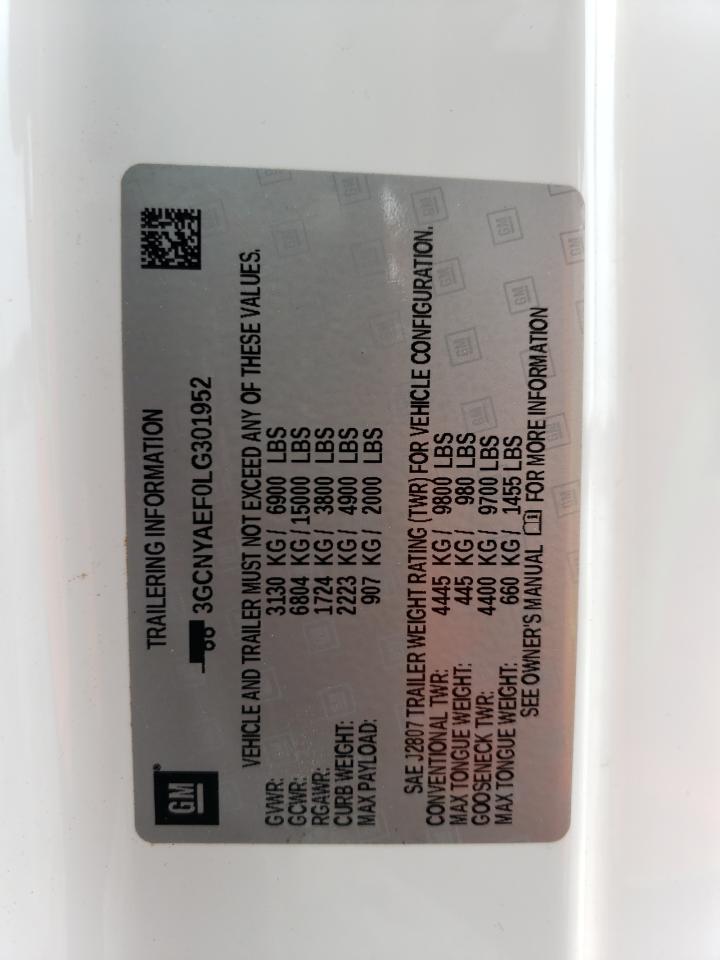 GM
TRAILERING INFORMATION
3GCNYAEF0LG301952
VEHICLE AND TRAILER MUST NOT EXCEED ANY OF THESE VALUES.
GVWR: 3130 KG / 6900 LBS
GCWR: 6804 KG / 15000 LBS
RGAWR: 1724 KG / 3800 LBS
CURB WEIGHT: 2223 KG / 4900 LBS
MAX PAYLOAD: 907 KG / 2000 LBS
SAE J2807 TRAILER WEIGHT RATING (TWR) FOR VEHICLE CONFIGURATION.
CONVENTIONAL TWR: 4445 KG / 9800 LBS
MAX TONGUE WEIGHT: 445 KG / 980 LBS
GOOSENECK TWR: 4400 KG / 9700 LBS
MAX TONGUE WEIGHT: 660 KG / 1455 LBS
SEE OWNER'S MANUAL FOR MORE INFORMATION